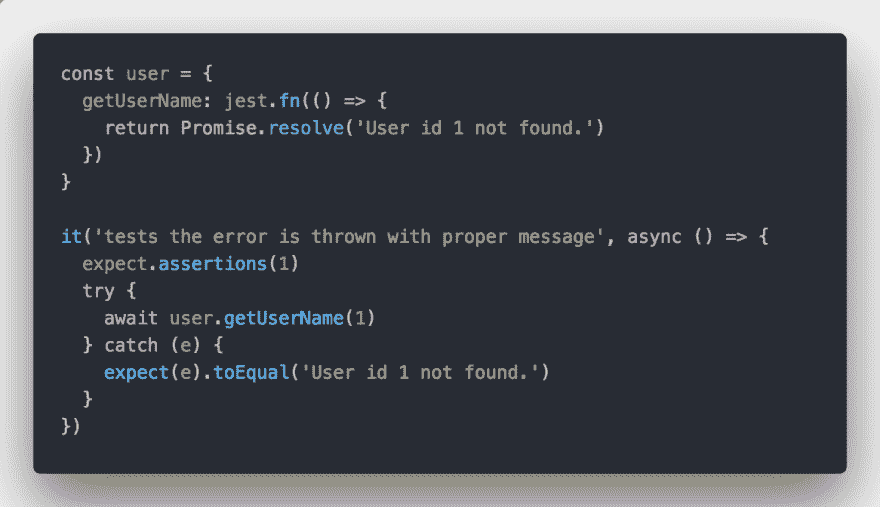 const user = {
  getUserName: jest.fn(() => {
    return Promise.resolve('User id 1 not found.')
  })
}

it('tests the error is thrown with proper message', async () => {
  expect.assertions(1)
  try {
    await user.getUserName(1)
  } catch (e) {
    expect(e).toEqual('User id 1 not found.')
  }
})